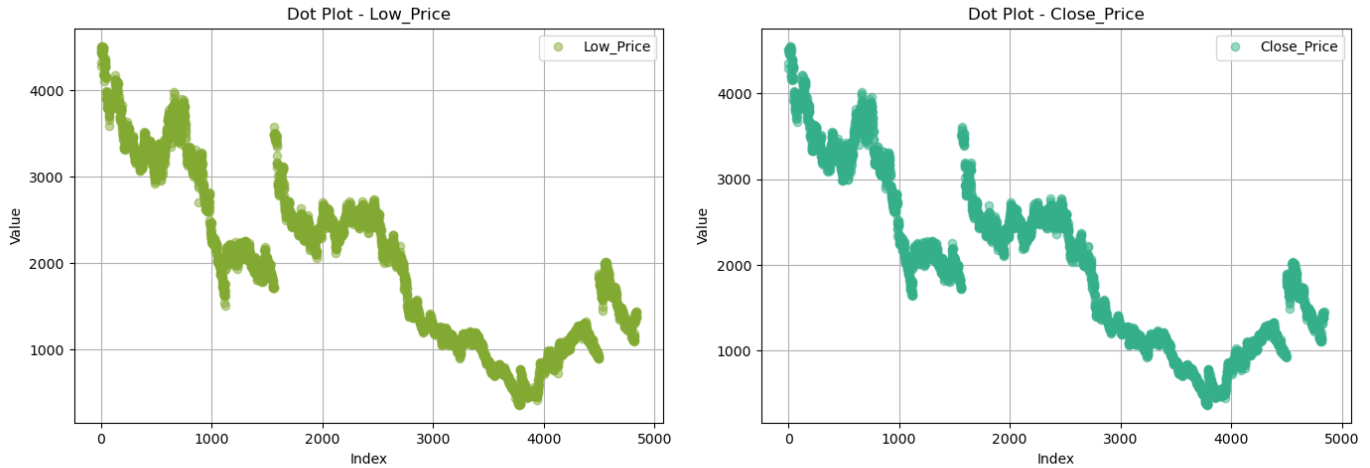 Dot Plot - Low_Price
Low_Price
4000
3000
2000
1000
Value
0 1000 2000 3000 4000 5000
Index
Dot Plot - Close_Price
Close_Price
4000
3000
2000
1000
Value
0 1000 2000 3000 4000 5000
Index